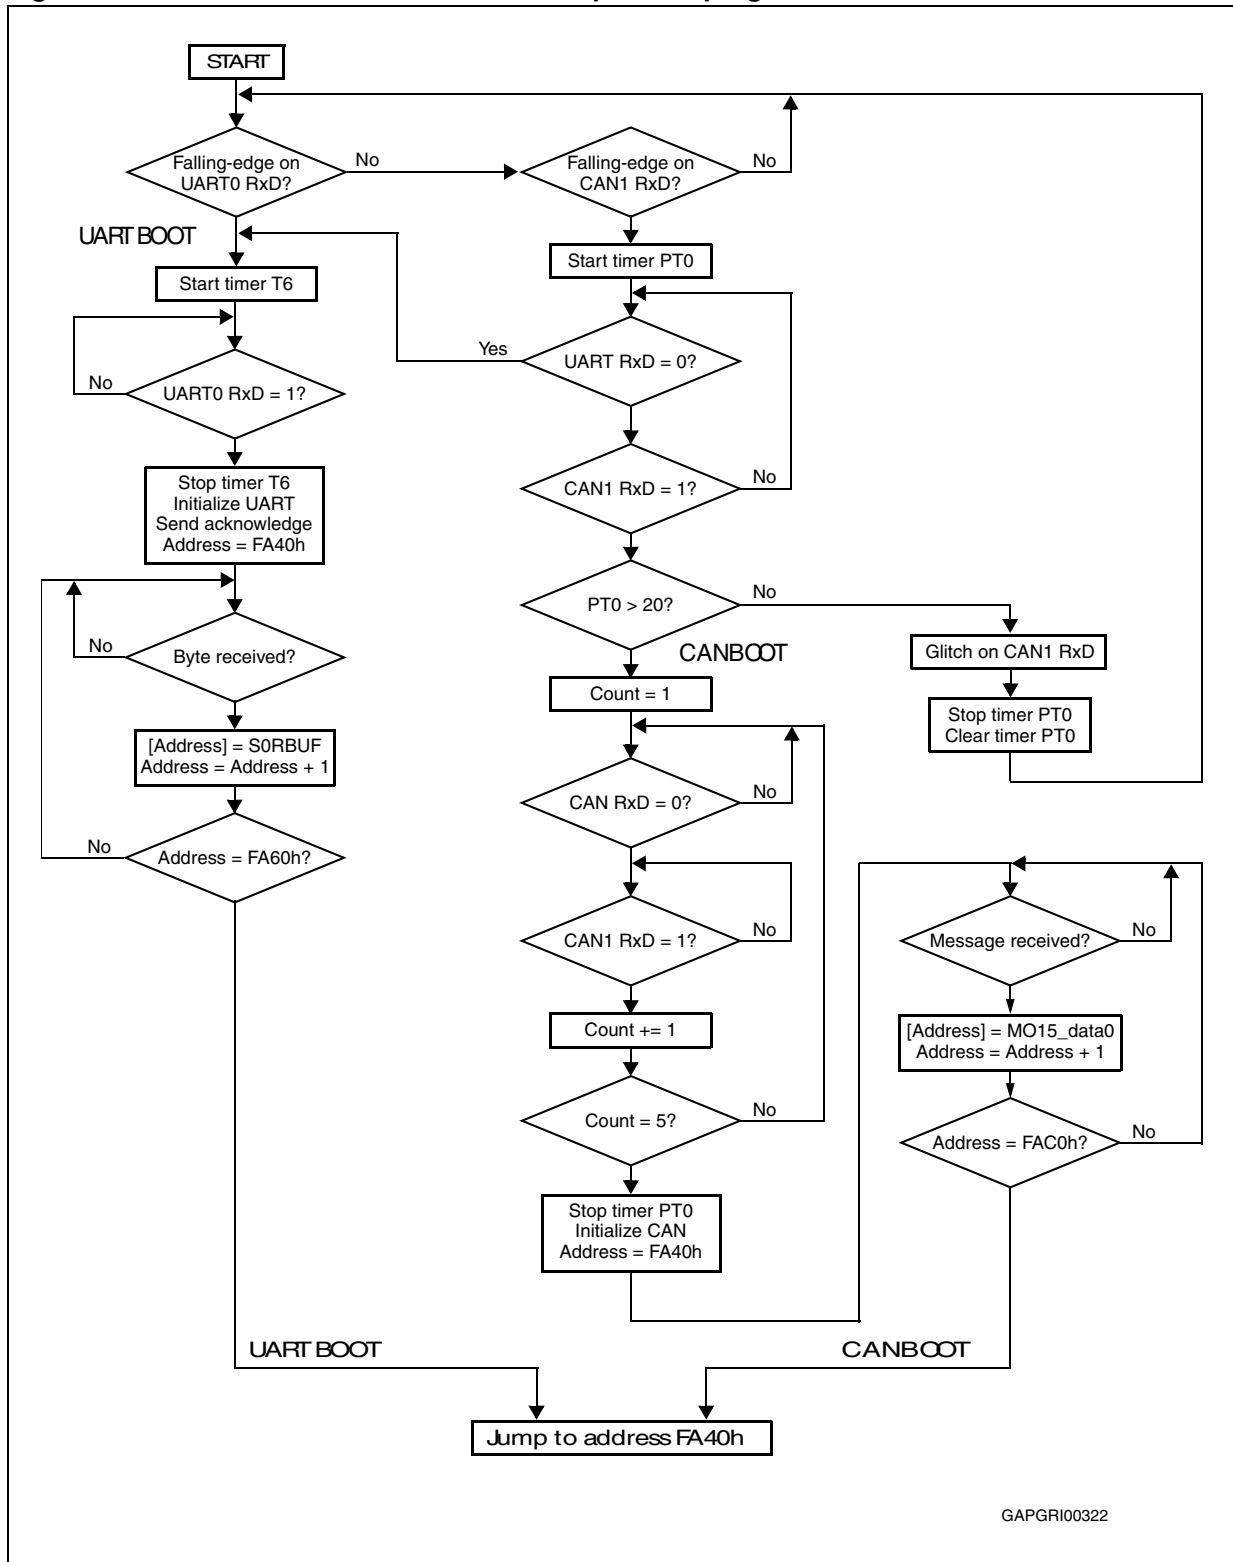 START
Falling-edge on
UART0 RxD?
No
Falling-edge on
CAN1 RxD?
No
UART BOOT
Start timer T6
Start timer PT0
No
UART0 RxD = 1?
Yes
UART RxD = 0?
Stop timer T6
Initialize UART
Send acknowledge
Address = FA40h
CAN1 RxD = 1?
No
No
Byte received?
PT0 > 20?
No
CANBOOT
Glitch on CAN1 RxD
Stop timer PT0
Clear timer PT0
Count = 1
[Address] = S0RBUF
Address = Address + 1
CAN RxD = 0?
No
No
Address = FA60h?
CAN1 RxD = 1?
No
Message received?
No
Count += 1
[Address] = MO15_data0
Address = Address + 1
Count = 5?
No
Address = FAC0h?
No
Stop timer PT0
Initialize CAN
Address = FA40h
UART BOOT
CANBOOT
Jump to address FA40h
GAPGRI00322